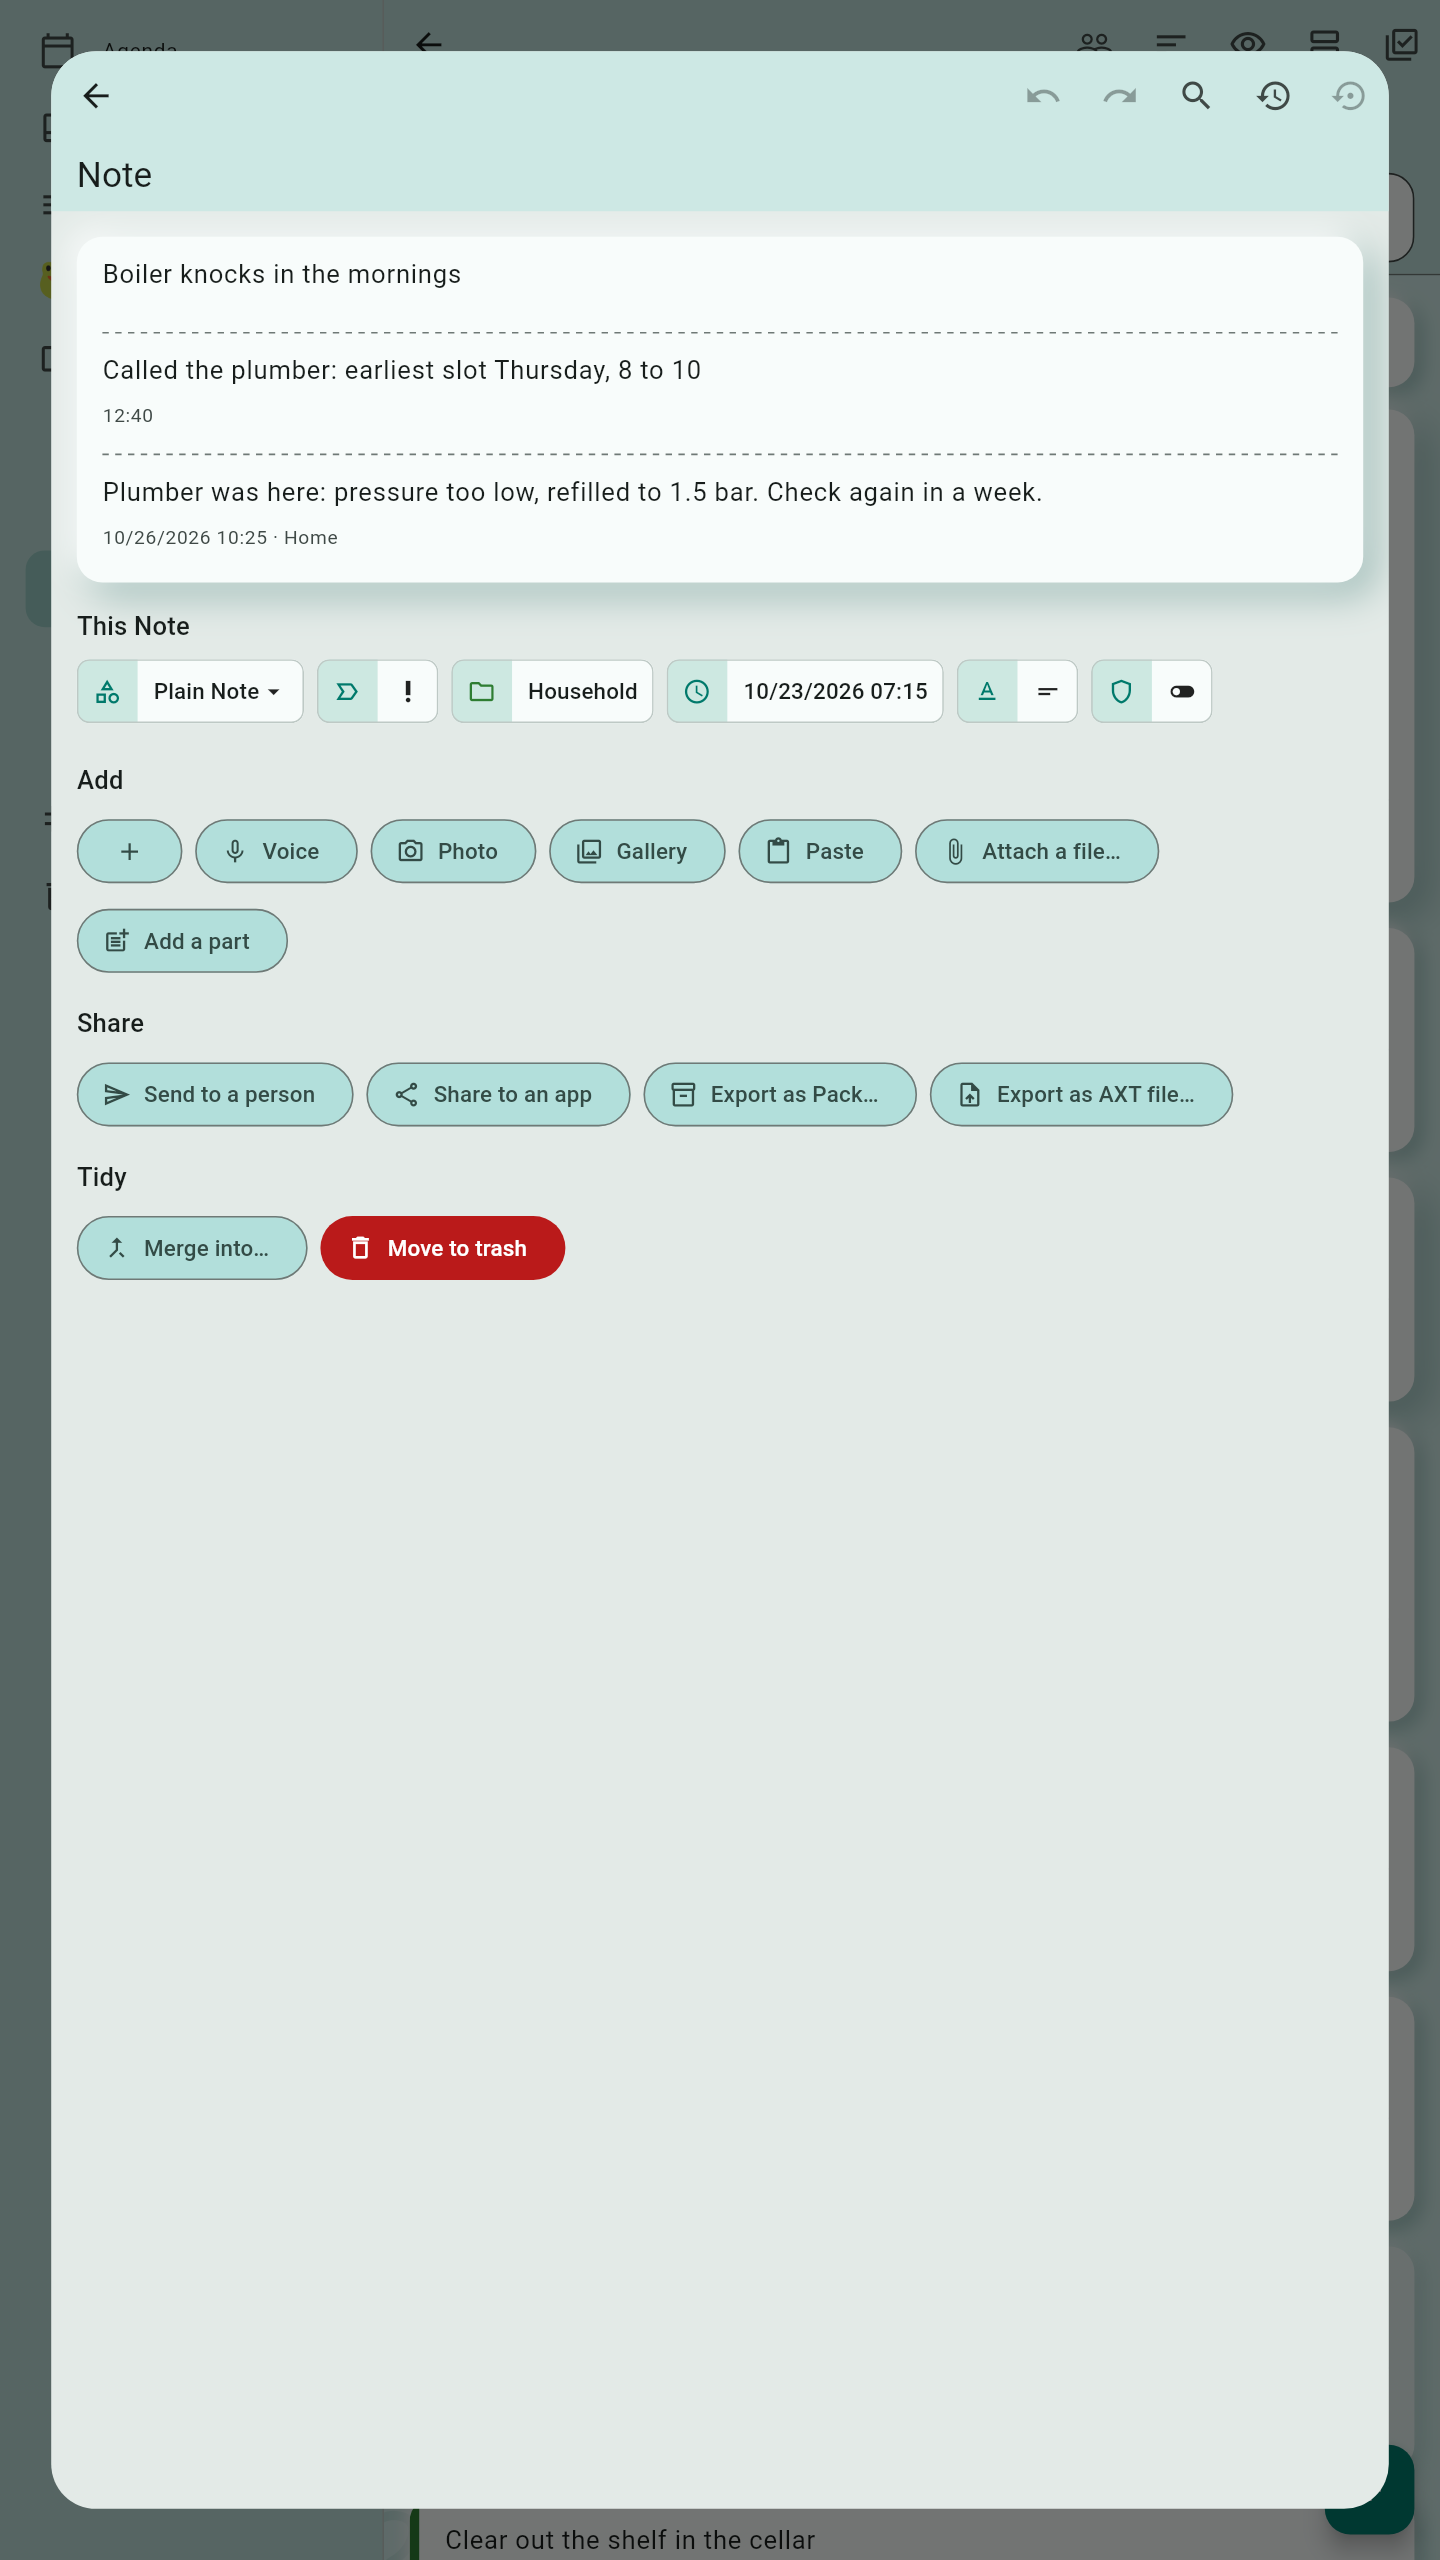 Agenda
Note
Boiler knocks in the mornings
Called the plumber: earliest slot Thursday, 8 to 10
12:40
Plumber was here: pressure too low, refilled to 1.5 bar. Check again in a week.
10/26/2026 10:25 · Home
This Note
Plain Note
Household
10/23/2026 07:15
Add
Voice
Photo
Gallery
Paste
Attach a file...
Add a part
Share
Send to a person
Share to an app
Export as Pack...
Export as AXT file...
Tidy
Merge into...
Move to trash
Clear out the shelf in the cellar